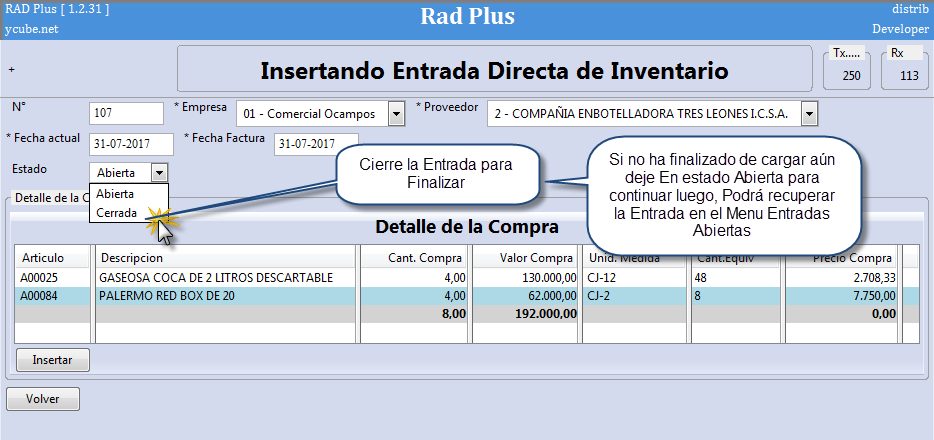 RAD Plus [ 1.2.31 ]
Rad Plus
distrib
ycube.net
Developer
+
Insertando Entrada Directa de Inventario
Tx.....
250
Rx
113
N°
107
* Empresa
01 - Comercial Ocampos
* Proveedor
2 - COMPAÑIA ENBOTELLADORA TRES LEONES I.C.S.A.
* Fecha actual
31-07-2017
* Fecha Factura
31-07-2017
Estado
Abierta
Abierta
Cerrada
Cierre la Entrada para
Finalizar
Si no ha finalizado de cargar aún
deje En estado Abierta para
continuar luego, Podrá recuperar
la Entrada en el Menu Entradas
Abiertas
Detalle de la C
Detalle de la Compra
Articulo Descripcion Cant. Compra Valor Compra Unid. Medida Cant.Equiv Precio Compra
A00025 GASEOSA COCA DE 2 LITROS DESCARTABLE 4,00 130.000,00 CJ-12 48 2.708,33
A00084 PALERMO RED BOX DE 20 4,00 62.000,00 CJ-2 8 7.750,00
8,00 192.000,00 0,00
Insertar
Volver